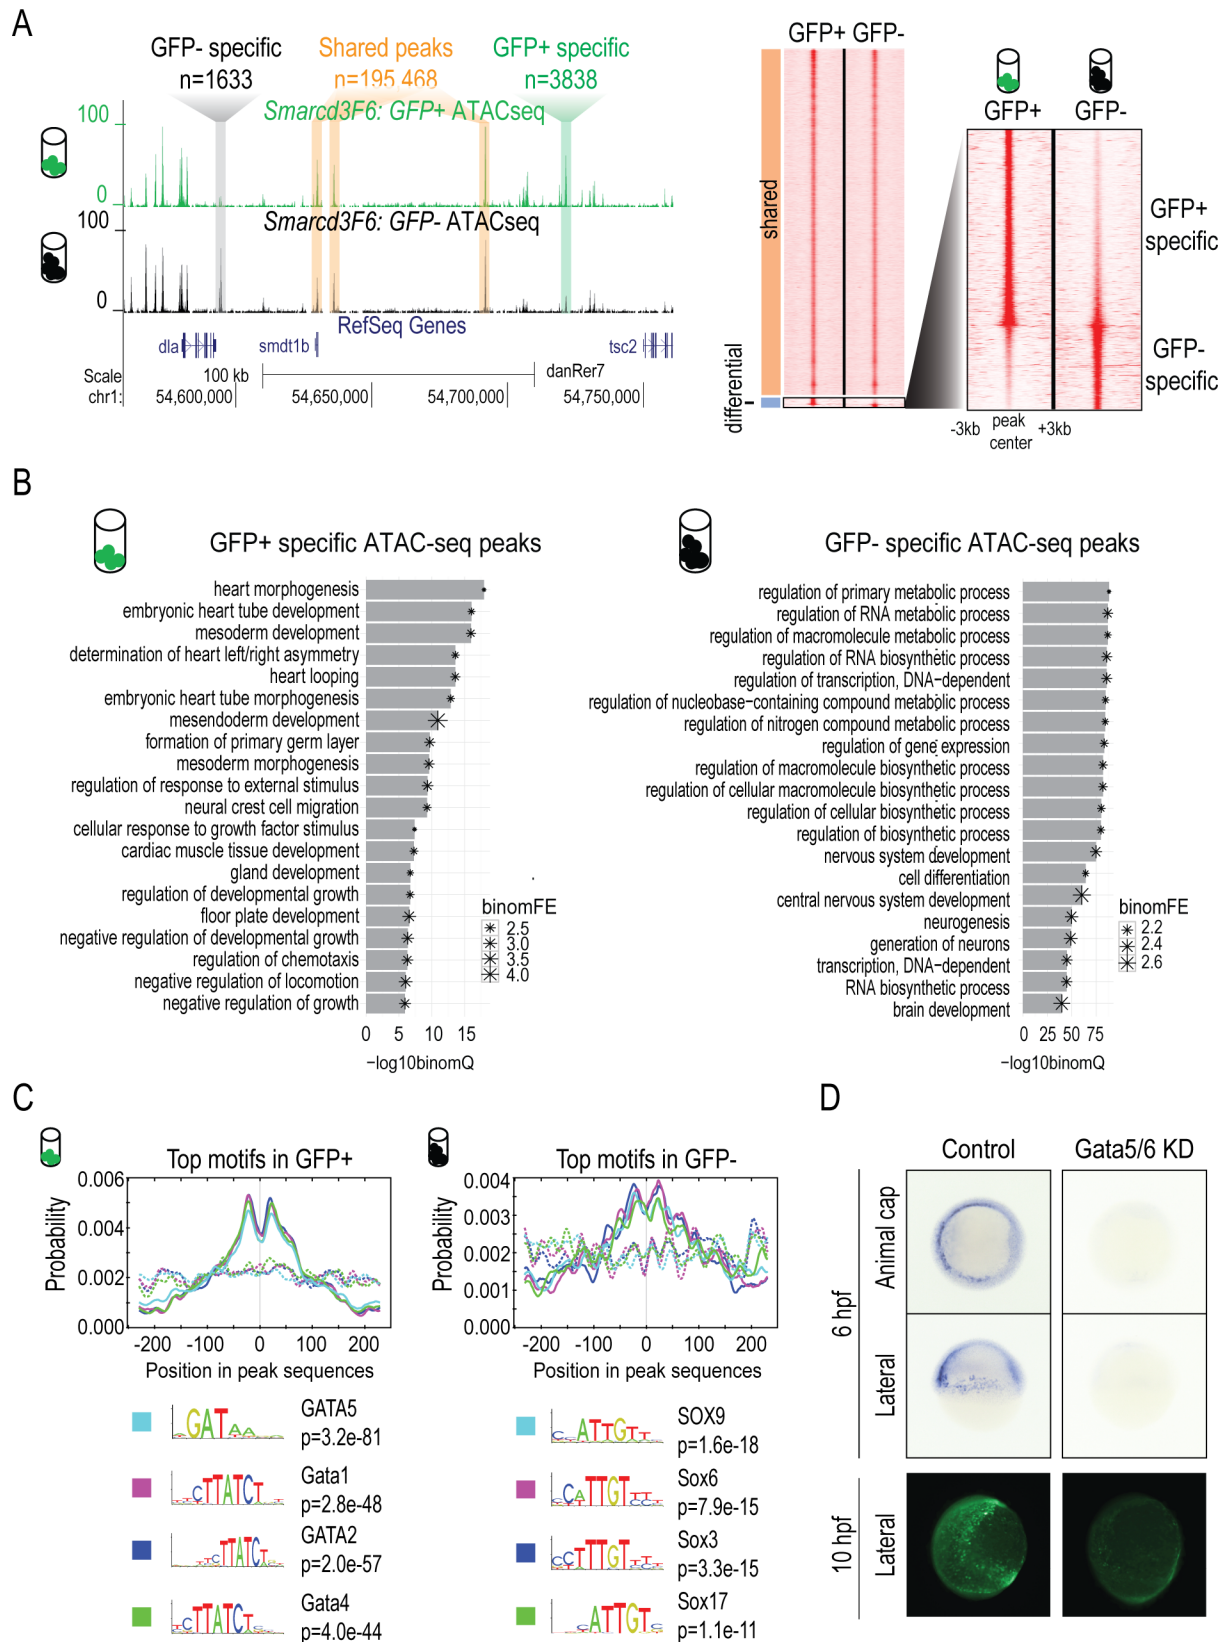 A
GFP- specific
n=1633
Shared peaks
n=195 468
GFP+ specific
n=3838
Smarcd3F6: GFP+ ATACseq
100
0
Smarcd3F6: GFP- ATACseq
100
0
RefSeq Genes
dla
smdt1b
tsc2
Scale
100 kb
danRer7
chr1:
54,600,000
54,650,000
54,700,000
54,750,000
GFP+ GFP-
shared
differential
GFP+
GFP-
GFP+
specific
GFP-
specific
-3kb
peak
center
+3kb
B
GFP+ specific ATAC-seq peaks
heart morphogenesis
embryonic heart tube development
mesoderm development
determination of heart left/right asymmetry
heart looping
embryonic heart tube morphogenesis
mesendoderm development
formation of primary germ layer
mesoderm morphogenesis
regulation of response to external stimulus
neural crest cell migration
cellular response to growth factor stimulus
cardiac muscle tissue development
gland development
regulation of developmental growth
floor plate development
negative regulation of developmental growth
regulation of chemotaxis
negative regulation of locomotion
negative regulation of growth
0 5 10 15
−log10binomQ
binomFE
2.5
3.0
3.5
4.0
GFP- specific ATAC-seq peaks
regulation of primary metabolic process
regulation of RNA metabolic process
regulation of macromolecule metabolic process
regulation of RNA biosynthetic process
regulation of transcription, DNA−dependent
regulation of nucleobase−containing compound metabolic process
regulation of nitrogen compound metabolic process
regulation of gene expression
regulation of macromolecule biosynthetic process
regulation of cellular macromolecule biosynthetic process
regulation of cellular biosynthetic process
regulation of biosynthetic process
nervous system development
cell differentiation
central nervous system development
neurogenesis
generation of neurons
transcription, DNA−dependent
RNA biosynthetic process
brain development
0 25 50 75
−log10binomQ
binomFE
2.2
2.4
2.6
C
Top motifs in GFP+
Probability
0.006
0.004
0.002
0.000
-200 -100 0 100 200
Position in peak sequences
GATA5
p=3.2e-81
Gata1
p=2.8e-48
GATA2
p=2.0e-57
Gata4
p=4.0e-44
Top motifs in GFP-
Probability
0.004
0.003
0.002
0.001
0.000
-200 -100 0 100 200
Position in peak sequences
SOX9
p=1.6e-18
Sox6
p=7.9e-15
Sox3
p=3.3e-15
Sox17
p=1.1e-11
D
Control
Gata5/6 KD
6 hpf
Animal cap
Lateral
10 hpf
Lateral